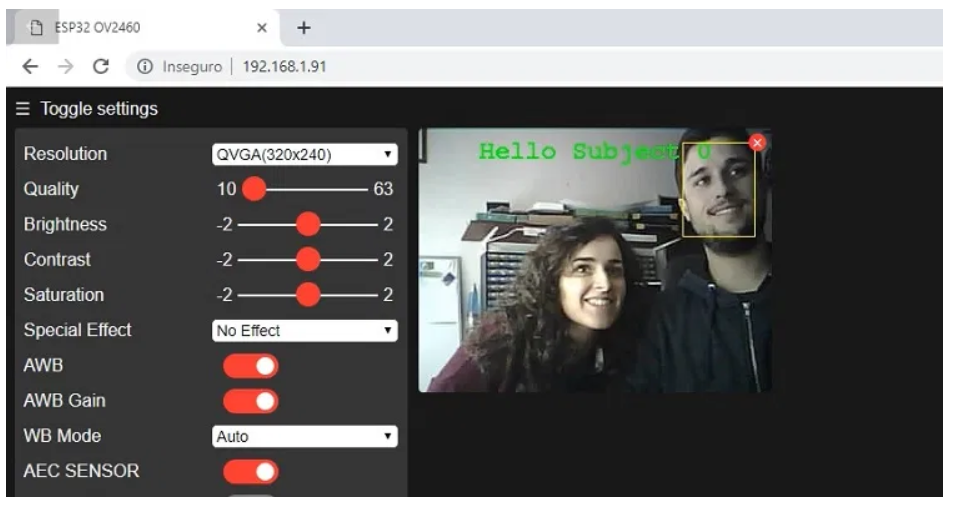 ESP32 OV2460
Inseguro | 192.168.1.91
☰ Toggle settings
Resolution QVGA(320x240)
Quality 10 63
Brightness -2 2
Contrast -2 2
Saturation -2 2
Special Effect No Effect
AWB
AWB Gain
WB Mode Auto
AEC SENSOR
Hello Subject 0